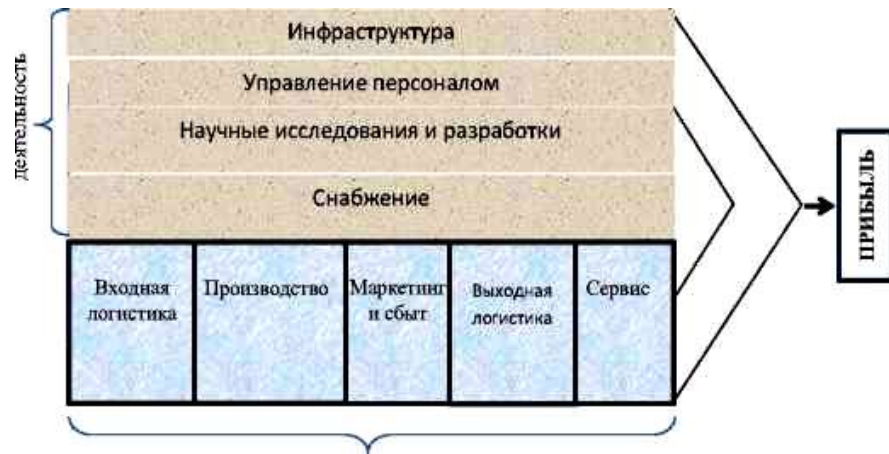 Инфраструктура
Управление персоналом
Научные исследования и разработки
Снабжение
деятельность
Входная
логистика
Производство
Маркетинг
и сбыт
Выходная
логистика
Сервис
ПРИБЫЛЬ